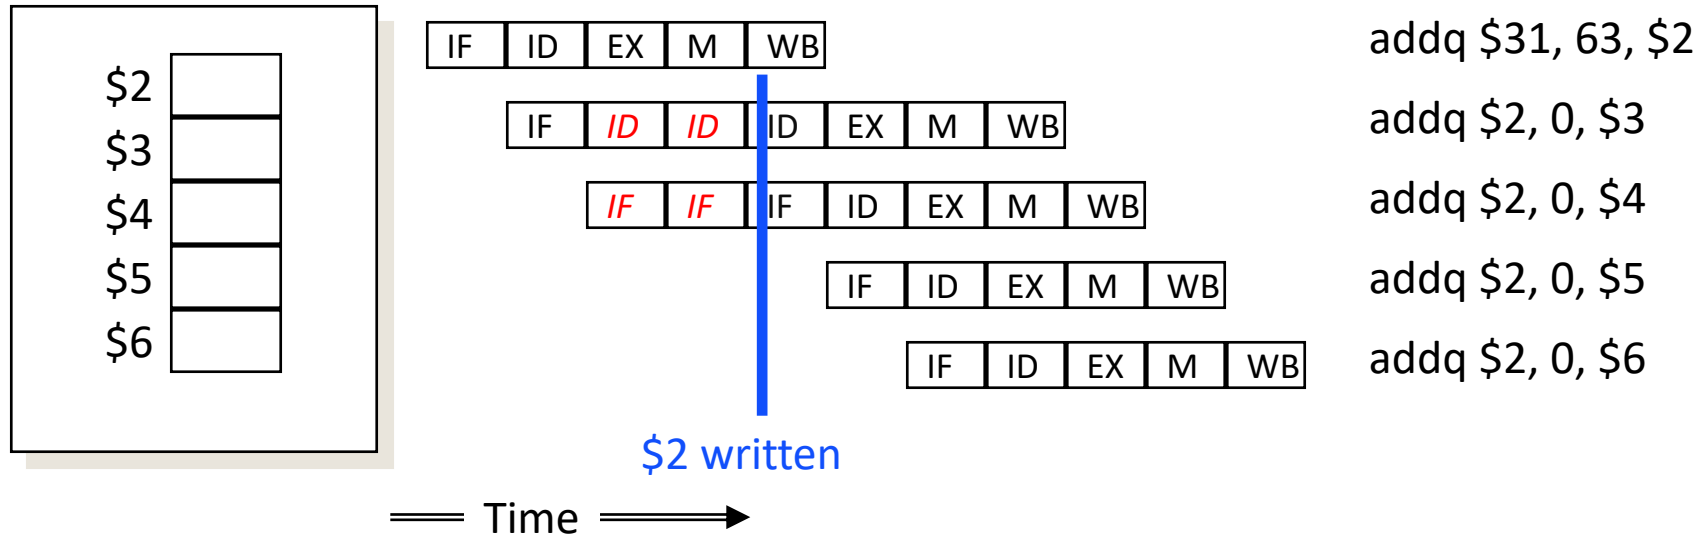 IF ID EX M WB addq $31, 63, $2
$2
IF ID ID ID EX M WB addq $2, 0, $3
$3
IF IF IF ID EX M WB addq $2, 0, $4
$4
IF ID EX M WB addq $2, 0, $5
$5
IF ID EX M WB addq $2, 0, $6
$6
$2 written
Time